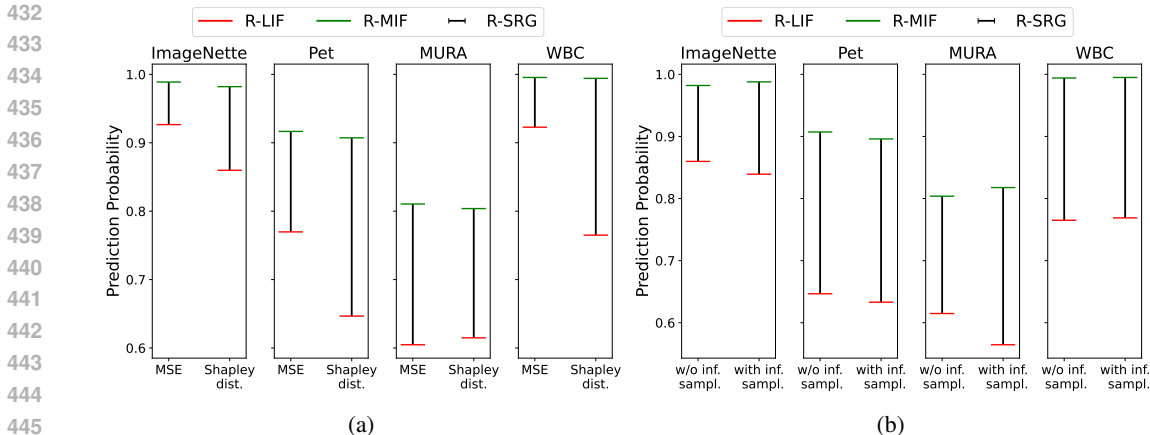 432
433
434
435
436
437
438
439
440
441
442
443
444
445
R-LIF R-MIF R-SRG
ImageNette Pet MURA WBC
Prediction Probability
1.0
0.9
0.8
0.7
0.6
MSE Shapley dist. MSE Shapley dist. MSE Shapley dist. MSE Shapley dist.
(a)
R-LIF R-MIF R-SRG
ImageNette Pet MURA WBC
Prediction Probability
1.0
0.9
0.8
0.7
0.6
w/o inf. sampl. with inf. sampl. w/o inf. sampl. with inf. sampl. w/o inf. sampl. with inf. sampl. w/o inf. sampl. with inf. sampl.
(b)